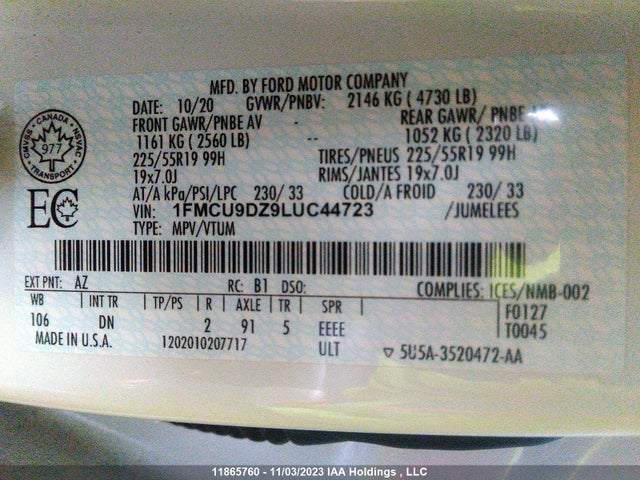 MFD. BY FORD MOTOR COMPANY
DATE: 10/20 GVWR/PNBV: 2146 KG ( 4730 LB)
FRONT GAWR/PNBE AV - REAR GAWR/ PNBE
1161 KG ( 2560 LB) -- 1052 KG ( 2320 LB)
225/55R19 99H TIRES/PNEUS 225/55R19 99H
19x7.0J RIMS/JANTES 19x7.0J
AT/A kPa/PSI/LPC 230/ 33 COLD/A FROID 230/ 33
VIN: 1FMCU9DZ9LUC44723 /JUMELEES
TYPE: MPV/VTUM
CANADA
CMVSS NSVAC
977
TRANSPORT
EC
EXT PNT: AZ RC: B1 DSO: COMPLIES: ICES/NMB-002
WB INT TR TP/PS R AXLE TR SPR F0127
106 DN 2 91 5 EEEE T0045
MADE IN U.S.A. 1202010207717 ULT ▽ 5U5A-3520472-AA
11865760 - 11/03/2023 IAA Holdings , LLC